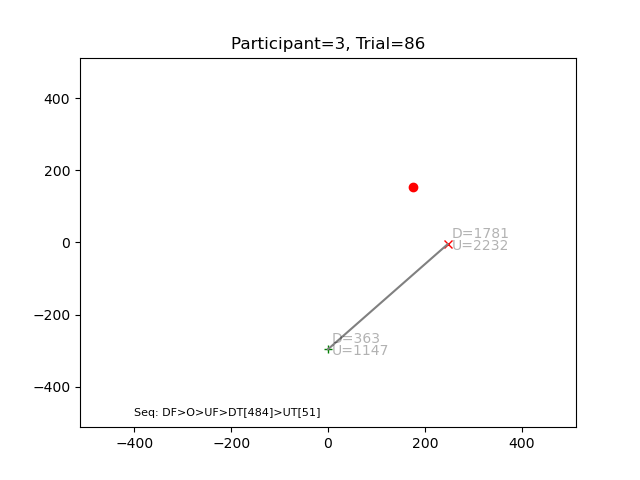 Participant=3, Trial=86
400
200
0
−200
−400
D=1781
U=2232
D=363
U=1147
Seq: DF>O>UF>DT[484]>UT[51]
−400
−200
0
200
400